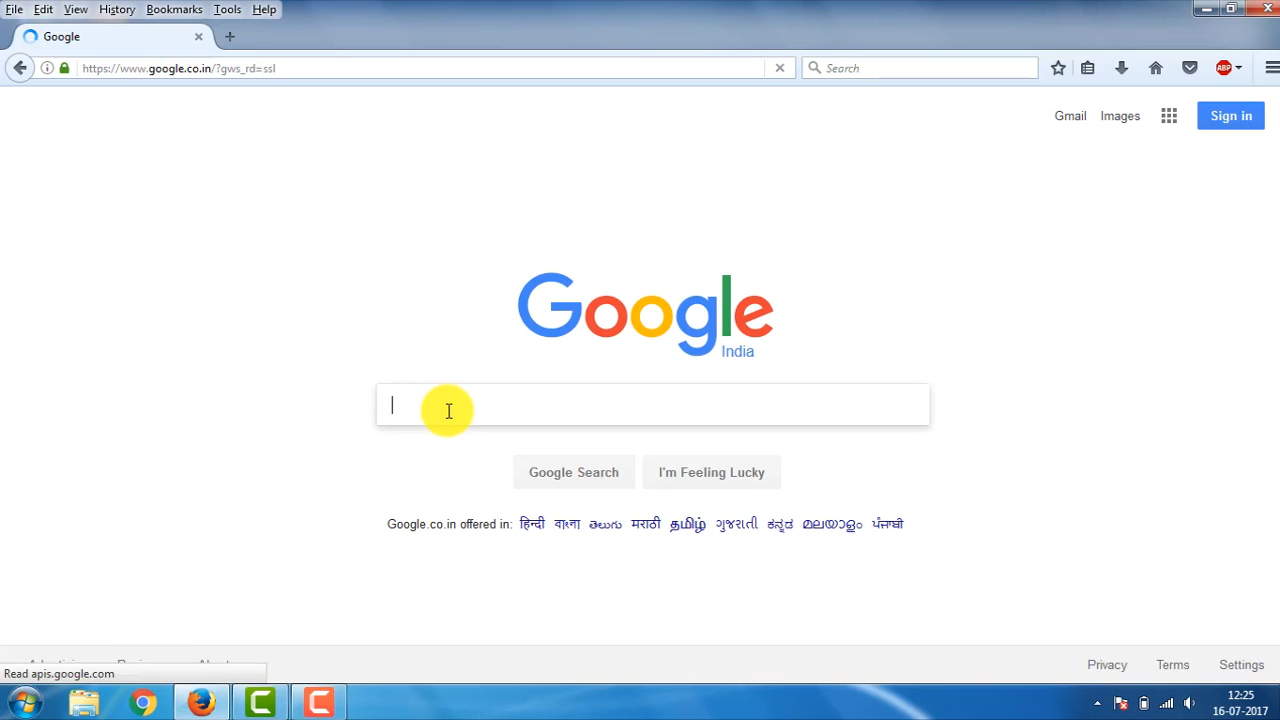 File Edit View History Bookmarks Tools Help
Google
https://www.google.co.in/?gws_rd=ssl
Search
ABP
Gmail Images Sign in
Google
India
Google Search I'm Feeling Lucky
Google.co.in offered in: हिन्दी বাংলা తెలుగు मराठी தமிழ் ગુજરાતી ಕನ್ನಡ മലയാളം ਪੰਜਾਬੀ
Privacy Terms Settings
Read apis.google.com
12:25
16-07-2017